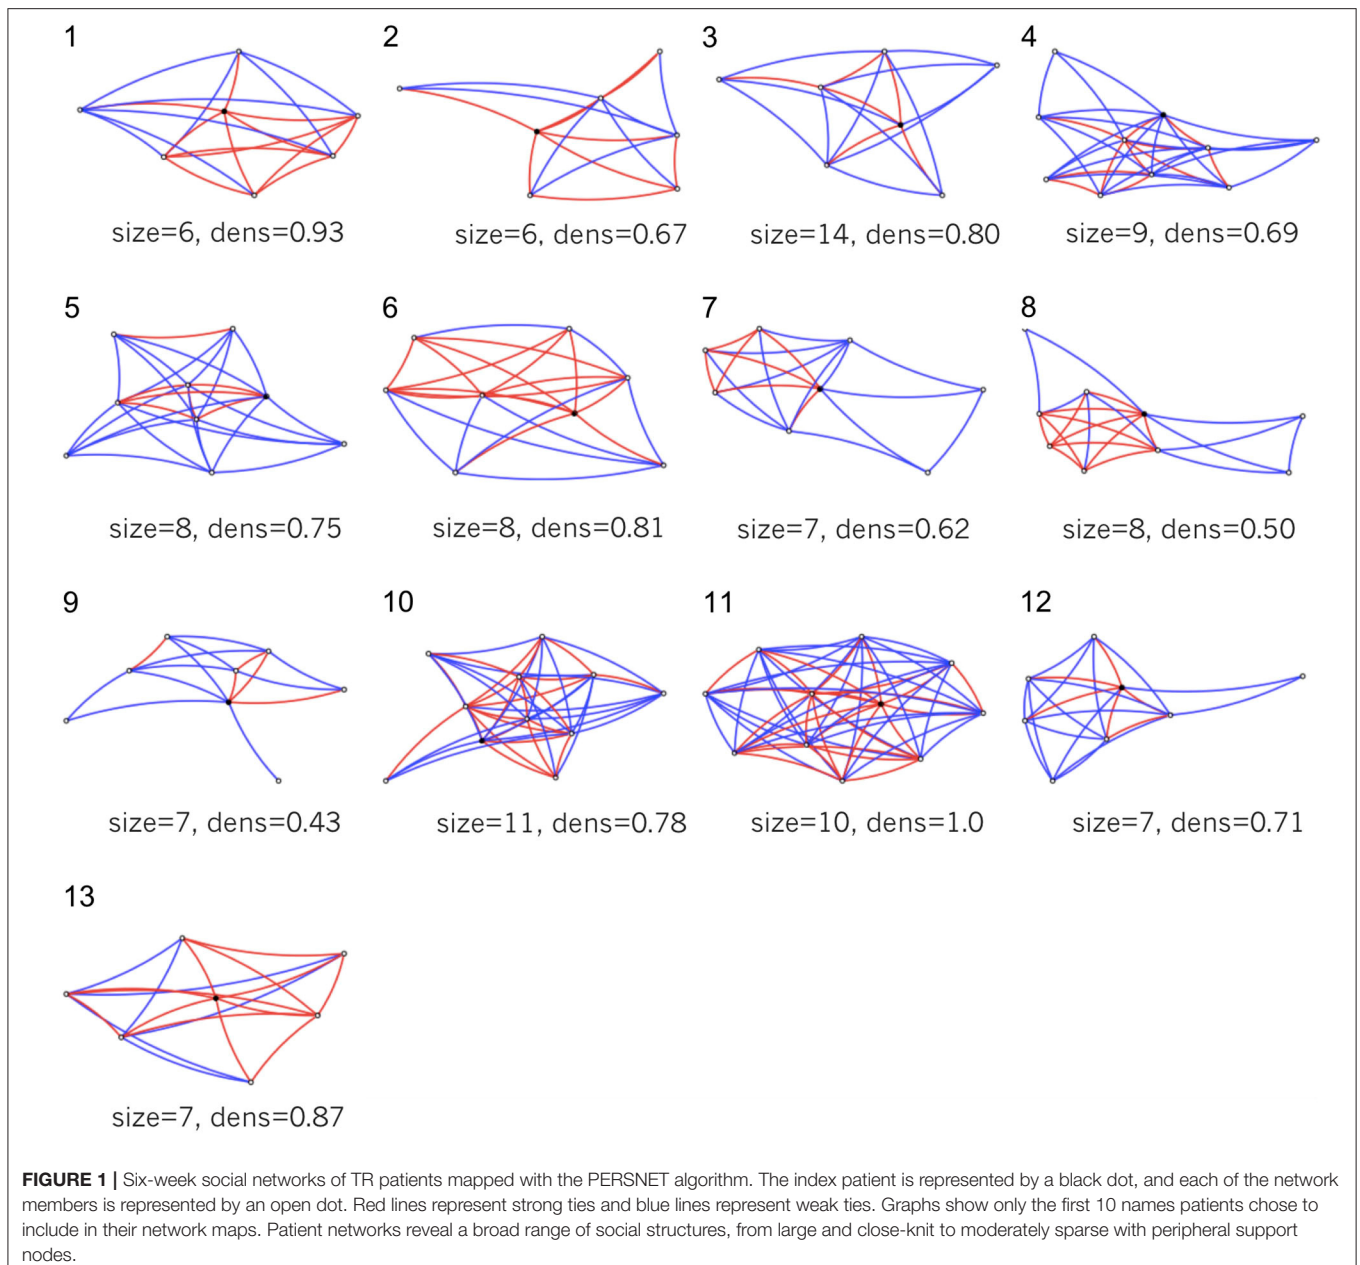 1 2 3 4
size=6, dens=0.93 size=6, dens=0.67 size=14, dens=0.80 size=9, dens=0.69
5 6 7 8
size=8, dens=0.75 size=8, dens=0.81 size=7, dens=0.62 size=8, dens=0.50
9 10 11 12
size=7, dens=0.43 size=11, dens=0.78 size=10, dens=1.0 size=7, dens=0.71
13
size=7, dens=0.87
FIGURE 1 | Six-week social networks of TR patients mapped with the PERSNET algorithm. The index patient is represented by a black dot, and each of the network
members is represented by an open dot. Red lines represent strong ties and blue lines represent weak ties. Graphs show only the first 10 names patients chose to
include in their network maps. Patient networks reveal a broad range of social structures, from large and close-knit to moderately sparse with peripheral support
nodes.